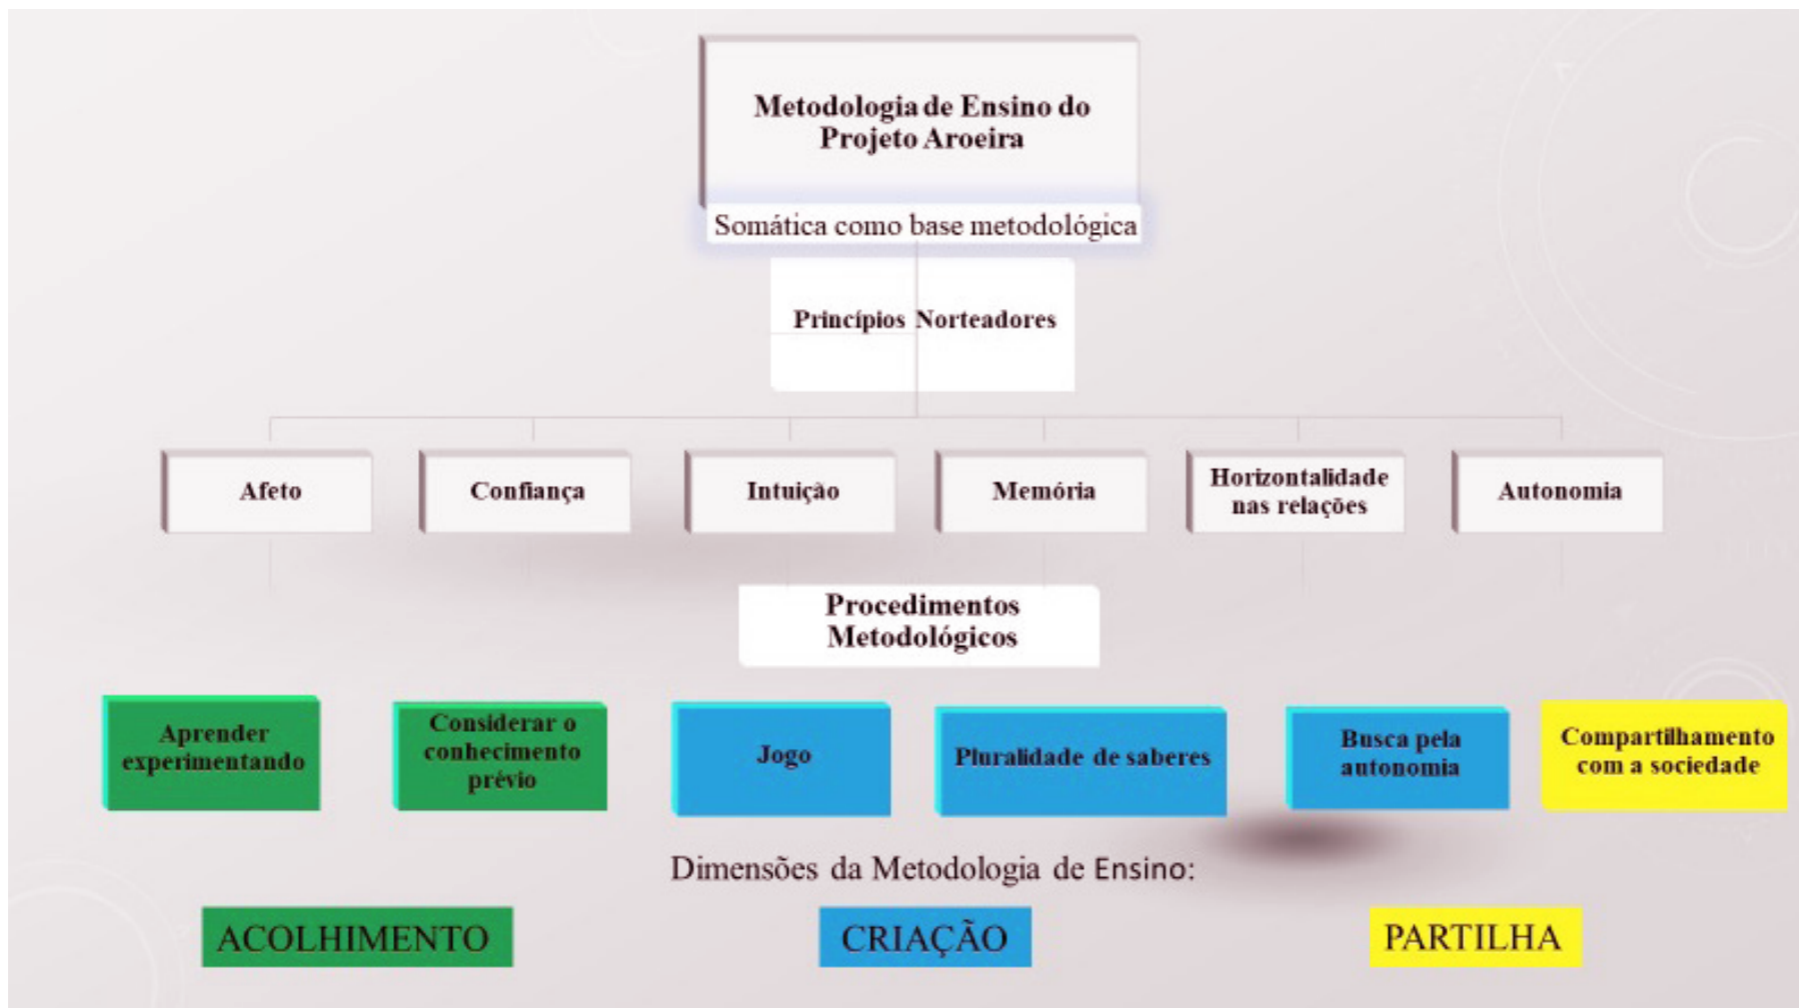 Metodologia de Ensino do
Projeto Aroeira
Somática como base metodológica
Princípios Norteadores
Afeto
Confiança
Intuição
Memória
Horizontalidade
nas relações
Autonomia
Procedimentos
Metodológicos
Aprender
experimentando
Considerar o
conhecimento
prévio
Jogo
Pluralidade de saberes
Busca pela
autonomia
Compartilhamento
com a sociedade
Dimensões da Metodologia de Ensino:
ACOLHIMENTO
CRIAÇÃO
PARTILHA